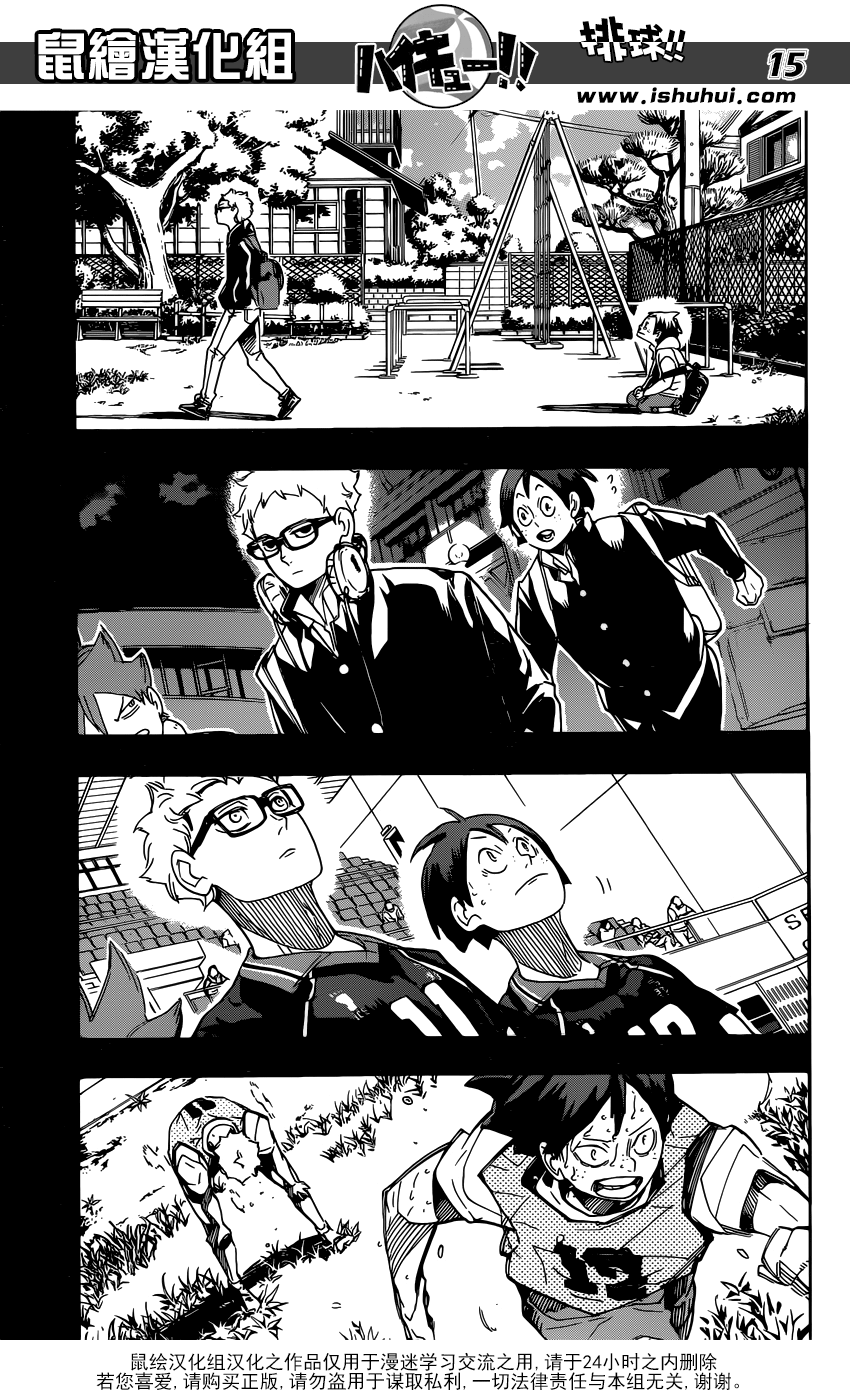 鼠繪漢化組
ハイキュー!!
排球!!
15
www.ishuhui.com
11
12
鼠绘汉化组汉化之作品仅用于漫迷学习交流之用,请于24小时之内删除
若您喜爱,请购买正版,请勿盗用于谋取私利,一切法律责任与本组无关,谢谢。